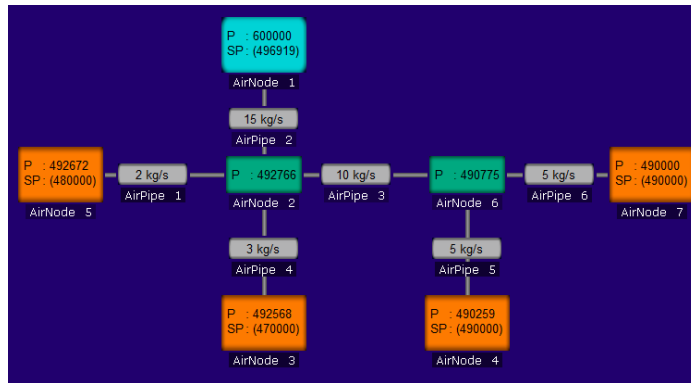 P : 600000
SP : (496919)
AirNode 1
15 kg/s
AirPipe 2
P : 492672
SP : (480000)
AirNode 5
2 kg/s
AirPipe 1
P : 492766
AirNode 2
10 kg/s
AirPipe 3
P : 490775
AirNode 6
5 kg/s
AirPipe 6
P : 490000
SP : (490000)
AirNode 7
3 kg/s
AirPipe 4
5 kg/s
AirPipe 5
P : 492568
SP : (470000)
AirNode 3
P : 490259
SP : (490000)
AirNode 4